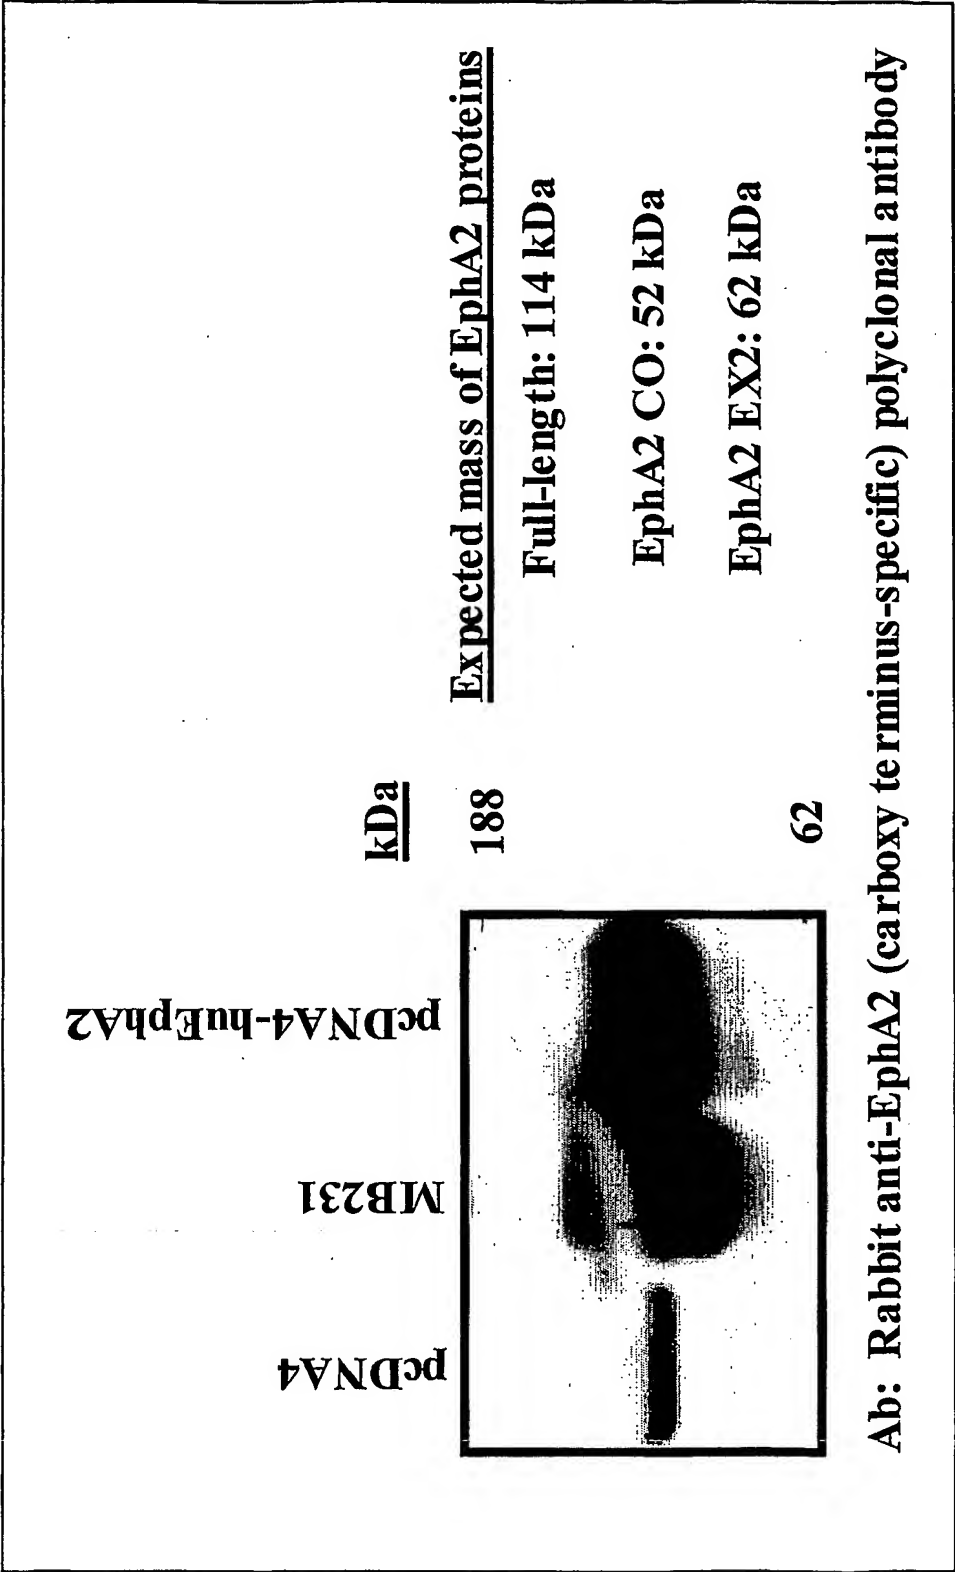 pcDNA4
MB231
pcDNA4-huEphA2
kDa
188
62
Expected mass of EphA2 proteins
Full-length: 114 kDa
EphA2 CO: 52 kDa
EphA2 EX2: 62 kDa
Ab: Rabbit anti-EphA2 (carboxy terminus-specific) polyclonal antibody